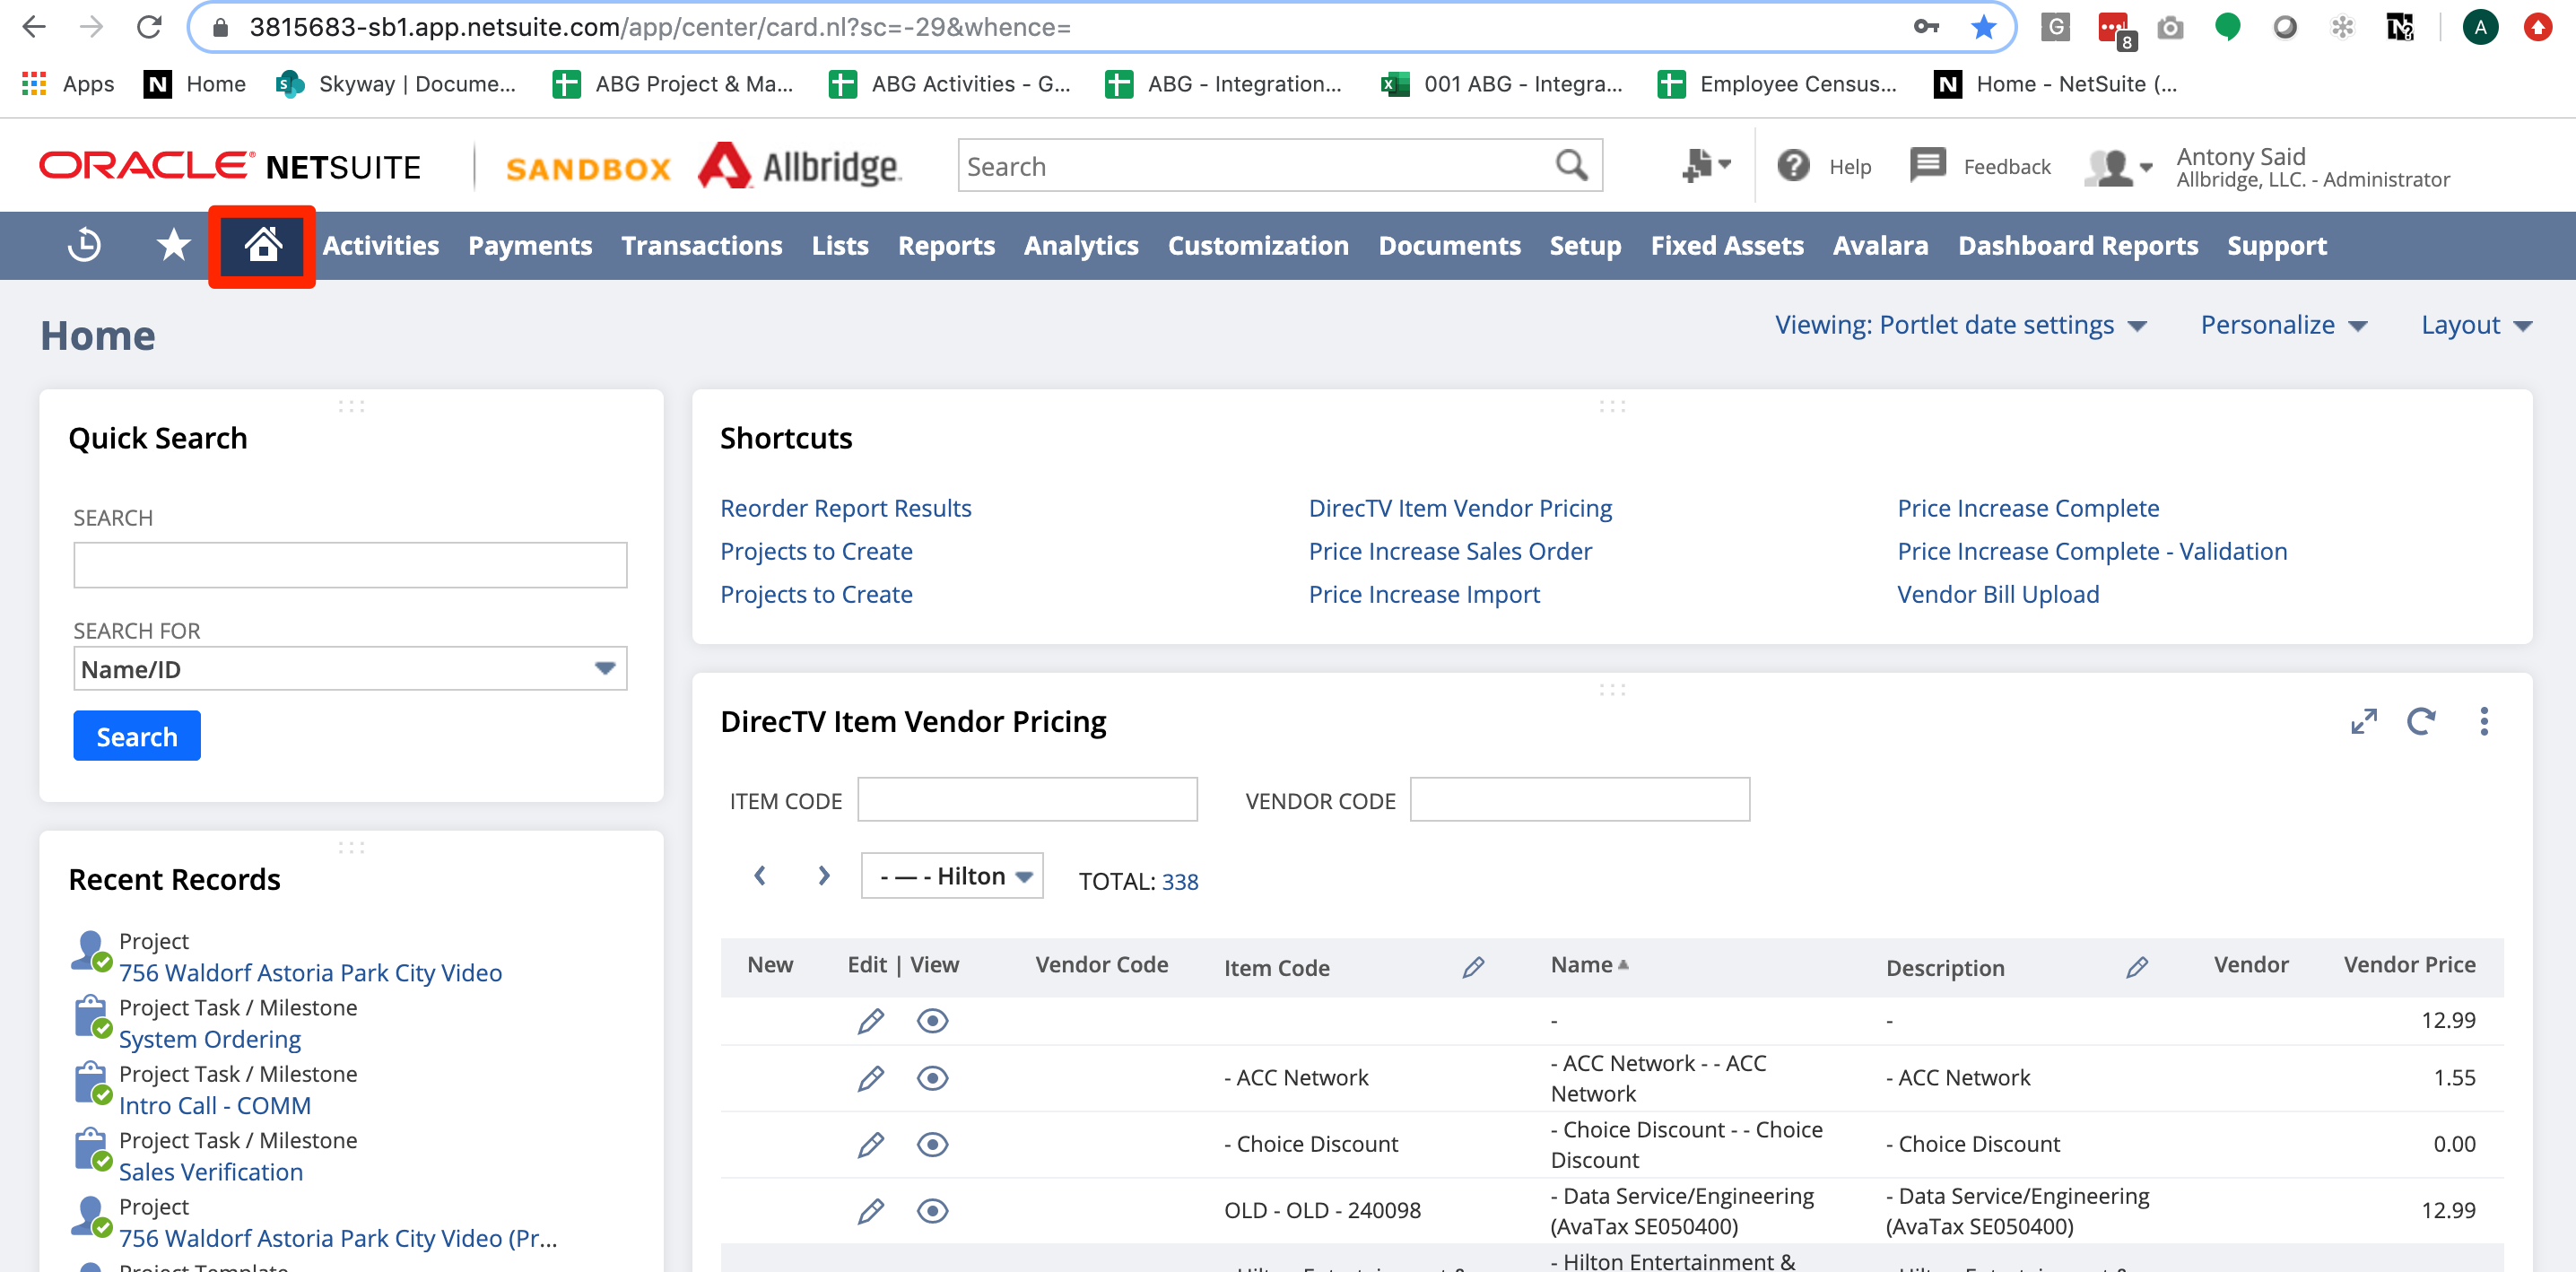 3815683-sb1.app.netsuite.com/app/center/card.nl?sc=-29&whence=
G
8
A
Apps
N Home
Skyway | Docume...
ABG Project & Ma...
ABG Activities - G...
ABG - Integration...
001 ABG - Integra...
Employee Census...
N Home - NetSuite (...
ORACLE NETSUITE
SANDBOX
Allbridge
Search
Help
Feedback
Antony Said
Allbridge, LLC. - Administrator
Activities Payments Transactions Lists Reports Analytics Customization Documents Setup Fixed Assets Avalara Dashboard Reports Support
Home
Viewing: Portlet date settings
Personalize
Layout
Quick Search
SEARCH
SEARCH FOR
Name/ID
Search
Shortcuts
Reorder Report Results
DirecTV Item Vendor Pricing
Price Increase Complete
Projects to Create
Price Increase Sales Order
Price Increase Complete - Validation
Projects to Create
Price Increase Import
Vendor Bill Upload
Recent Records
Project
756 Waldorf Astoria Park City Video
Project Task / Milestone
System Ordering
Project Task / Milestone
Intro Call - COMM
Project Task / Milestone
Sales Verification
Project
756 Waldorf Astoria Park City Video (Pr...
Project Template
DirecTV Item Vendor Pricing
ITEM CODE
VENDOR CODE
- — - Hilton
TOTAL: 338
New Edit | View Vendor Code Item Code Name Description Vendor Vendor Price
- - 12.99
- ACC Network
- ACC Network - - ACC
Network
- ACC Network
1.55
- Choice Discount
- Choice Discount - - Choice
Discount
- Choice Discount
0.00
OLD - OLD - 240098
- Data Service/Engineering
(AvaTax SE050400)
- Data Service/Engineering
(AvaTax SE050400)
12.99
- Hilton Entertainment &